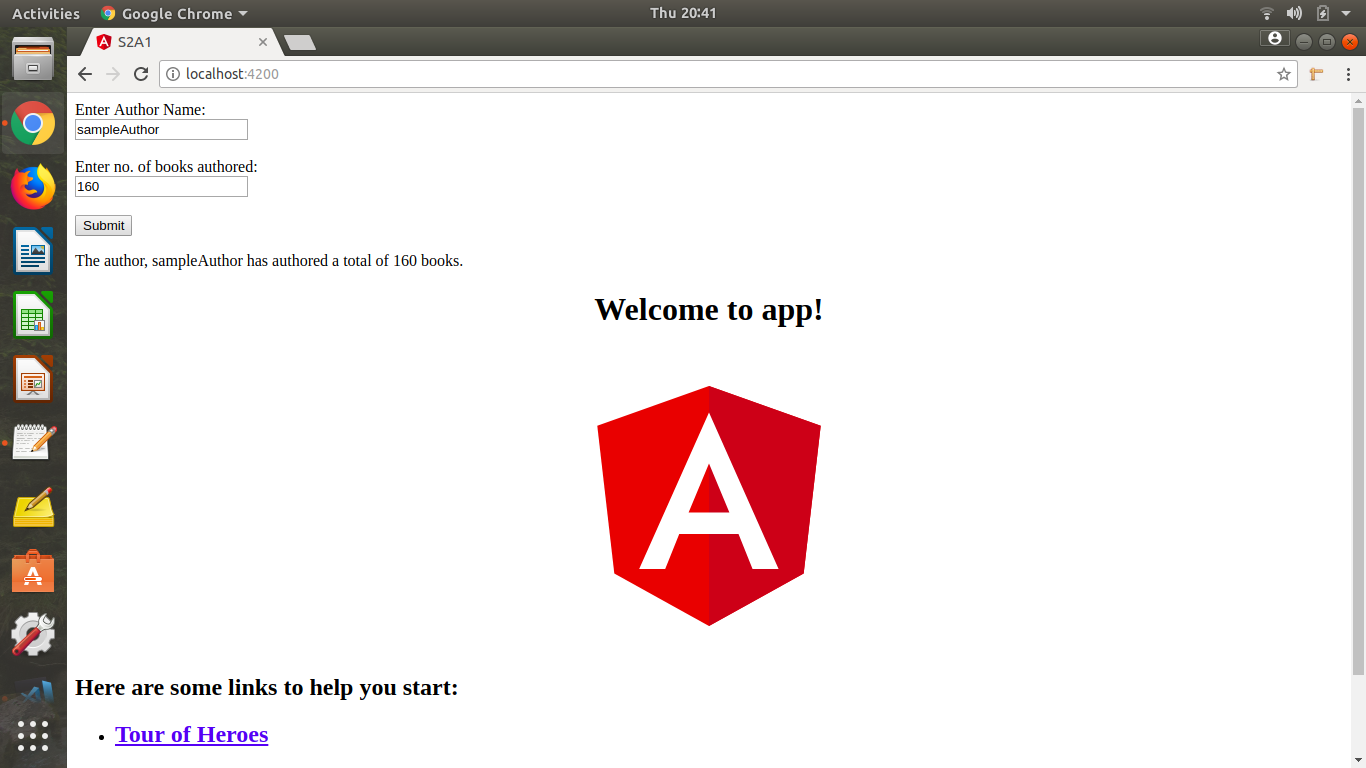 Activities Google Chrome Thu 20:41
S2A1
localhost:4200
Enter Author Name:
sampleAuthor
Enter no. of books authored:
160
Submit
The author, sampleAuthor has authored a total of 160 books.
Welcome to app!
Here are some links to help you start:
Tour of Heroes